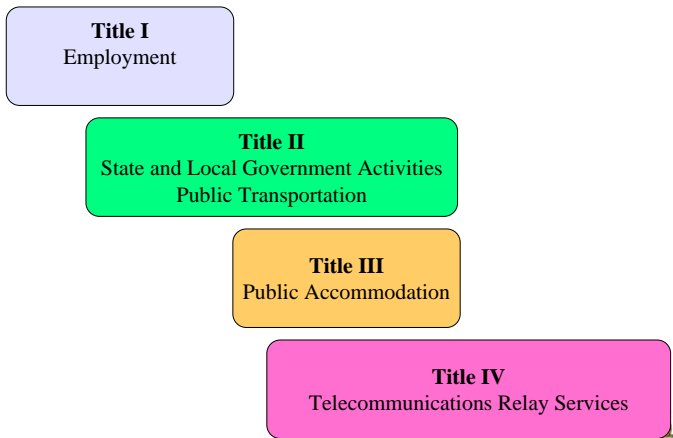 Title I
Employment
Title II
State and Local Government Activities
Public Transportation
Title III
Public Accommodation
Title IV
Telecommunications Relay Services